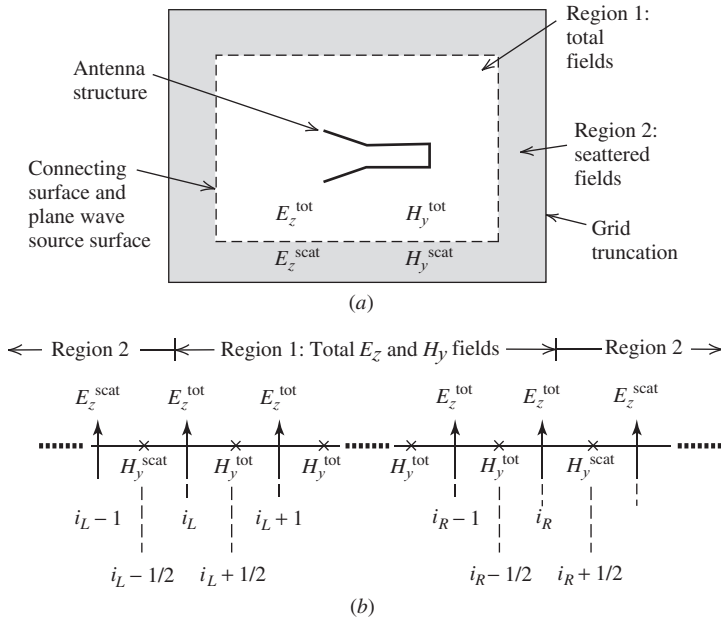 Region 1:
total
fields
Antenna
structure
Region 2:
seattered
fields
Connecting
surface and
plane wave
source surface
E_z^tot H_y^tot
E_z^scat H_y^scat
Grid
truncation
(a)
Region 2 Region 1: Total E_z and H_y fields Region 2
E_z^scat E_z^tot E_z^tot E_z^tot E_z^tot E_z^scat
H_y^scat H_y^tot H_y^tot H_y^tot H_y^tot H_y^scat
i_L – 1 i_L i_L + 1 i_R – 1 i_R
i_L – 1/2 i_L + 1/2 i_R – 1/2 i_R + 1/2
(b)